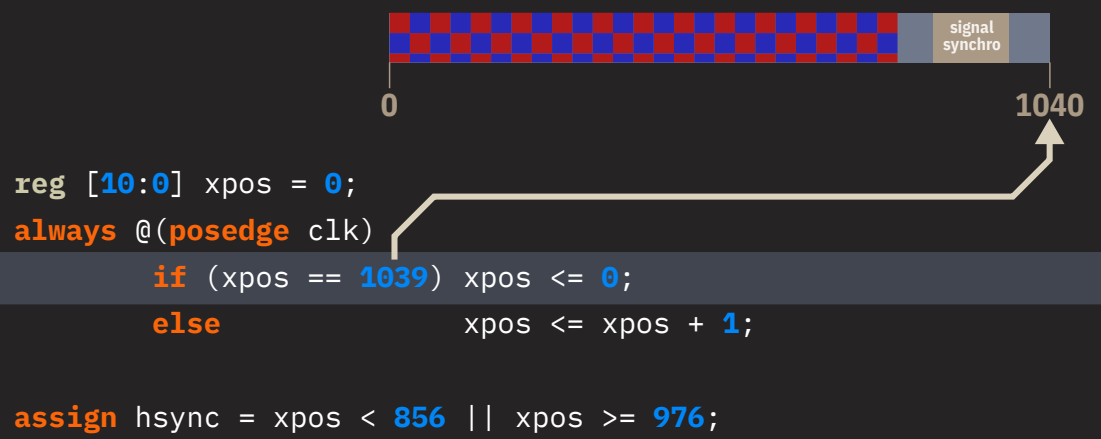 signal
synchro
0 1040
reg [10:0] xpos = 0;
always @(posedge clk)
if (xpos == 1039) xpos <= 0;
else xpos <= xpos + 1;
assign hsync = xpos < 856 || xpos >= 976;